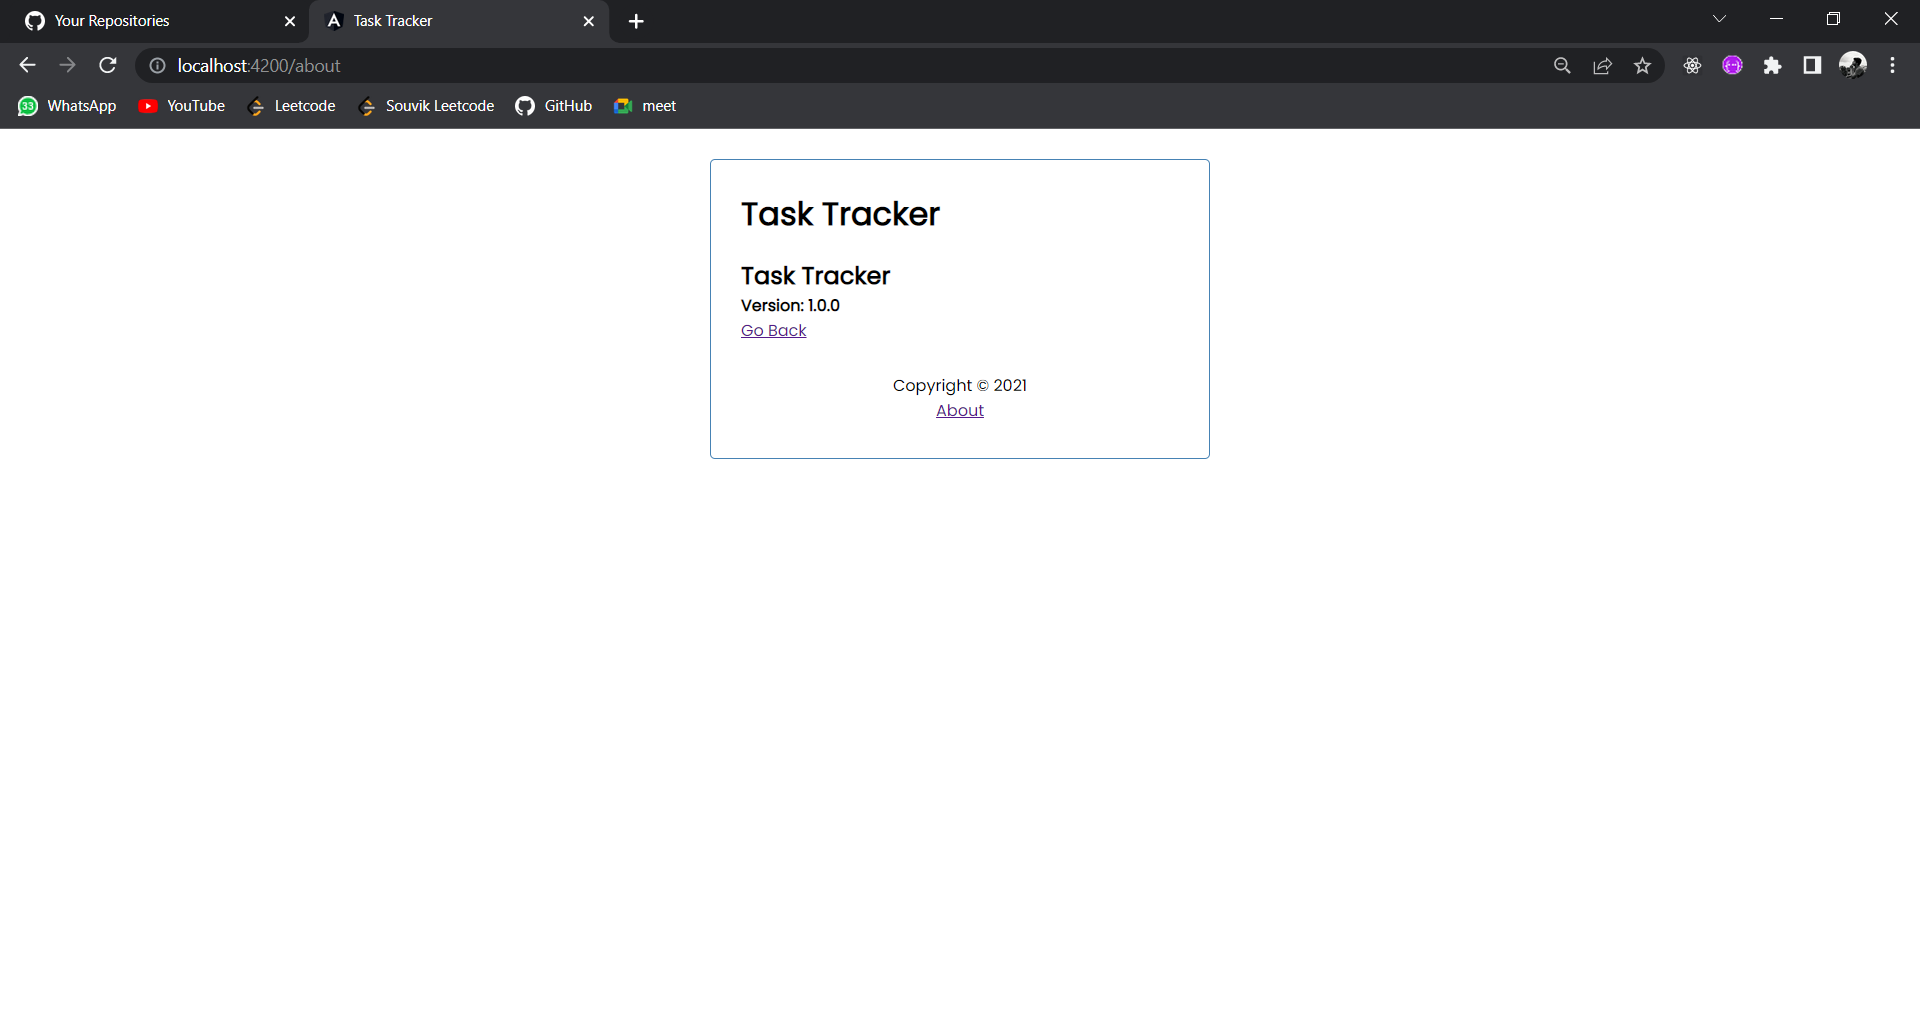 Your Repositories
Task Tracker
localhost:4200/about
33 WhatsApp YouTube Leetcode Souvik Leetcode GitHub meet
Task Tracker
Task Tracker
Version: 1.0.0
Go Back
Copyright © 2021
About